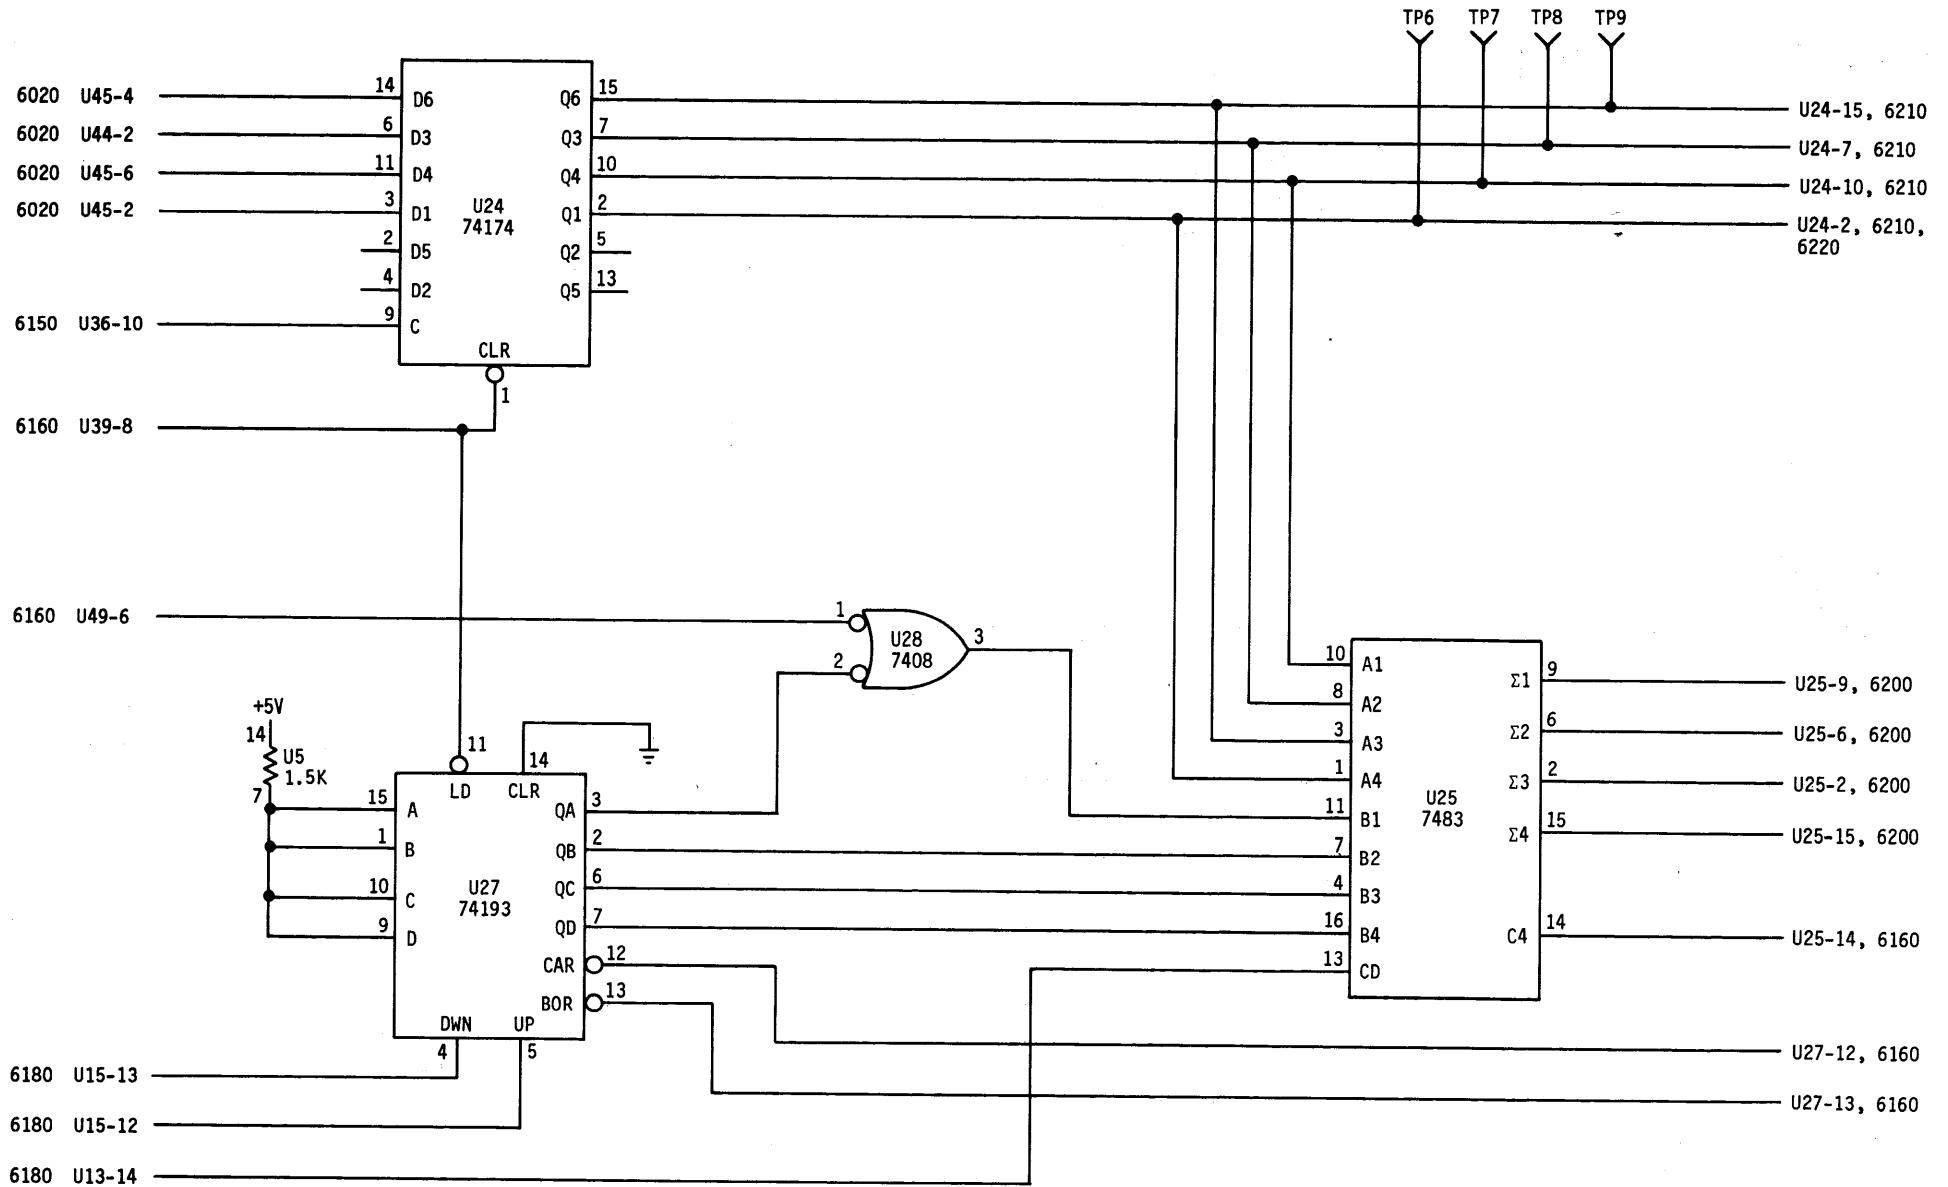 TP6 TP7 TP8 TP9
6020 U45-4 14 D6 Q6 15 U24-15, 6210
6020 U44-2 6 D3 Q3 7 U24-7, 6210
6020 U45-6 11 D4 Q4 10 U24-10, 6210
6020 U45-2 3 D1 Q1 2 U24-2, 6210,
6220
U24
74174
2 D5 Q2 5
4 D2 Q5 13
6150 U36-10 9 C
CLR
1
6160 U39-8
6160 U49-6 1
2
U28
7408
3
+5V
14
U5
1.5K
7
11 14
LD CLR
15 A QA 3
1 B QB 2
10 C QC 6
9 D QD 7
U27
74193
CAR 12
BOR 13
DWN UP
4 5
10 A1 Σ1 9 U25-9, 6200
8 A2 Σ2 6 U25-6, 6200
3 A3 Σ3 2 U25-2, 6200
1 A4 Σ4 15 U25-15, 6200
U25
7483
11 B1
7 B2
4 B3
16 B4 C4 14 U25-14, 6160
13 CD
U27-12, 6160
U27-13, 6160
6180 U15-13
6180 U15-12
6180 U13-14